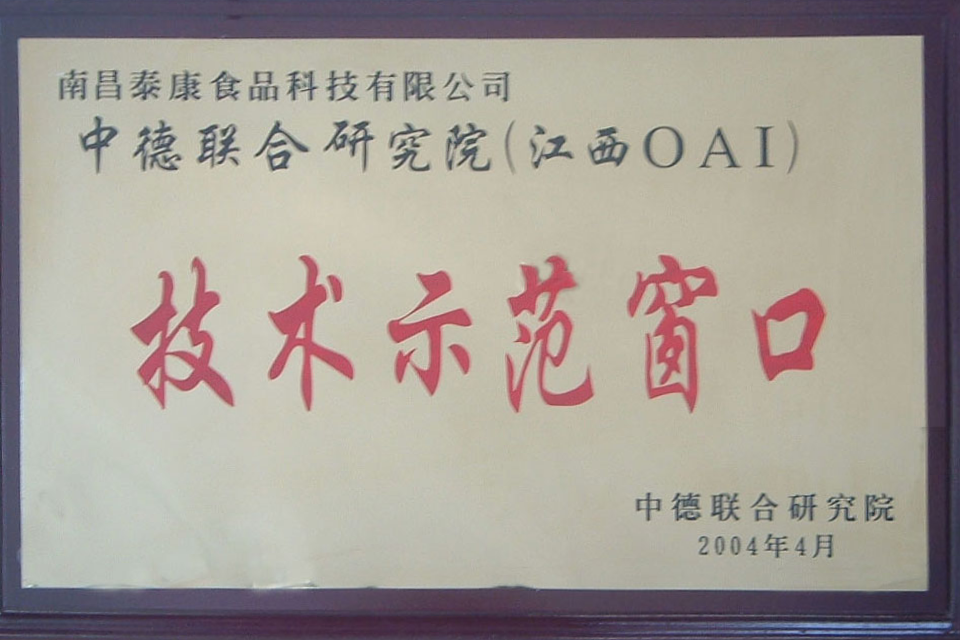 南昌泰康食品科技有限公司
中德联合研究院(江西OAI)
技术示范窗口
中德联合研究院
2004年4月